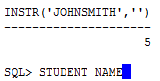 INSTR('JOHNSMITH','')
---------------------
5
SQL> STUDENT NAME